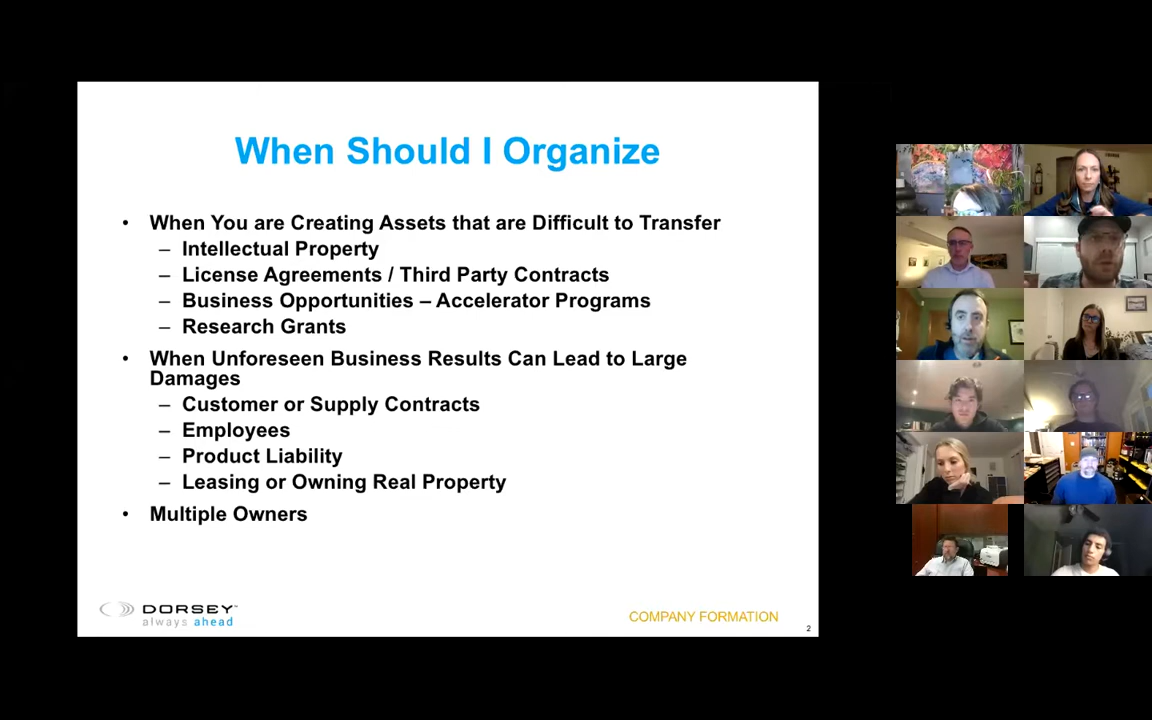 When Should I Organize
• When You are Creating Assets that are Difficult to Transfer
– Intellectual Property
– License Agreements / Third Party Contracts
– Business Opportunities – Accelerator Programs
– Research Grants
• When Unforeseen Business Results Can Lead to Large
Damages
– Customer or Supply Contracts
– Employees
– Product Liability
– Leasing or Owning Real Property
• Multiple Owners
DORSEY™
always ahead
COMPANY FORMATION
2